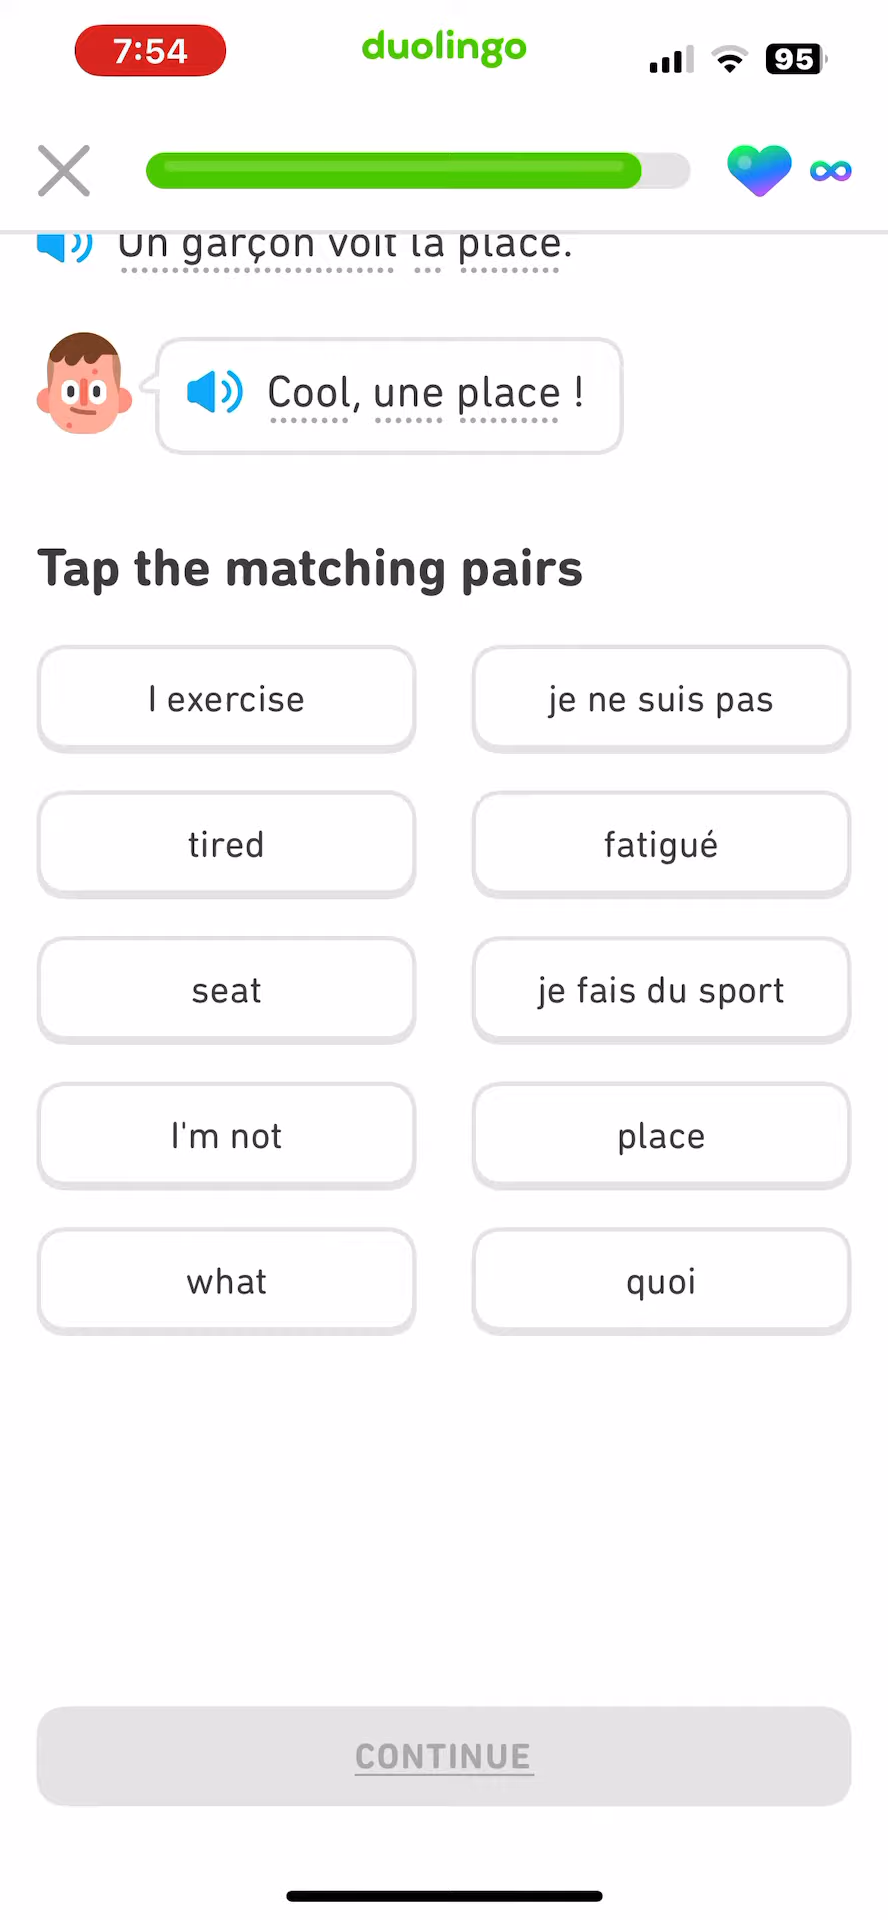 7:54
duolingo
95
Un garçon voit la place.
Cool, une place !
Tap the matching pairs
I exercise
je ne suis pas
tired
fatigué
seat
je fais du sport
I'm not
place
what
quoi
CONTINUE